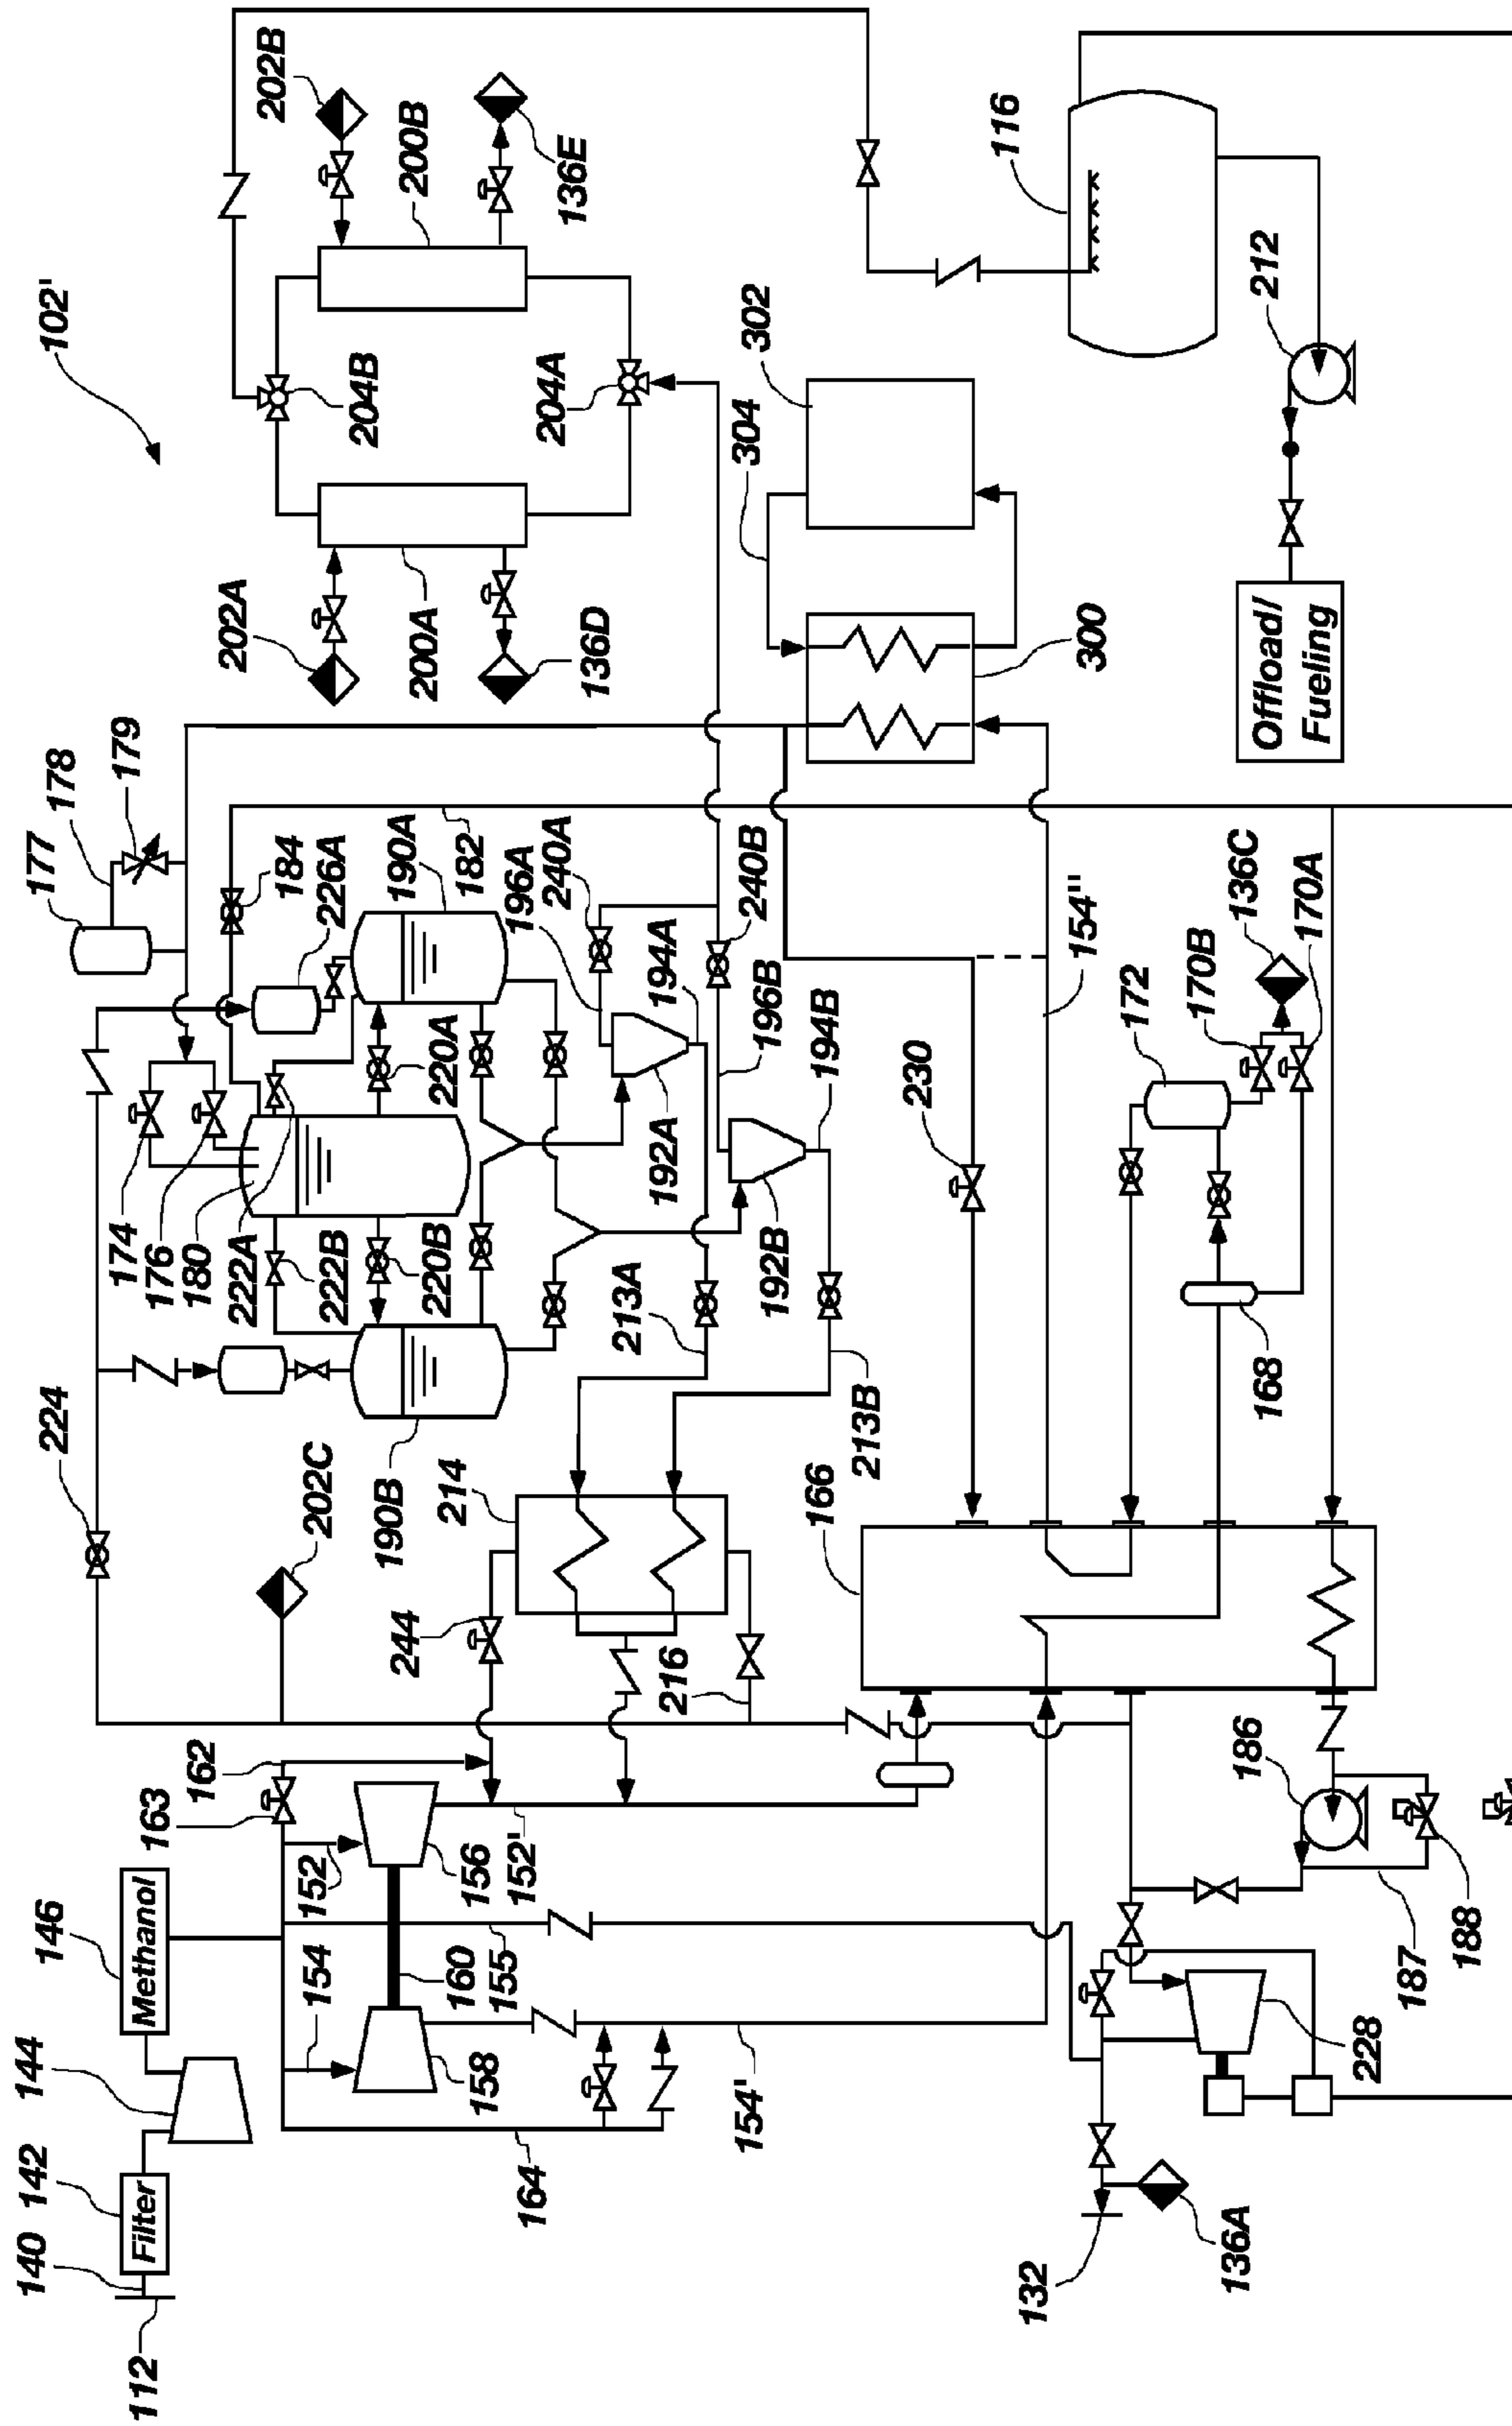 102'
112
140
142
Filter
144
146
Methanol
154
152
163
162
158
160
155
156
152'
164
154'
132
136A
228
187
188
186
166
216
244
214
202C
224
190B
213A
213B
174
176
180
222A
222B
220B
220A
192A
192B
194A
194B
196A
196B
240A
240B
190A
182
226A
184
177
178
179
230
154"
168
172
170B
170A
136C
300
302
304
202A
200A
136D
204B
204A
202B
200B
136E
116
212
Offload/
Fueling